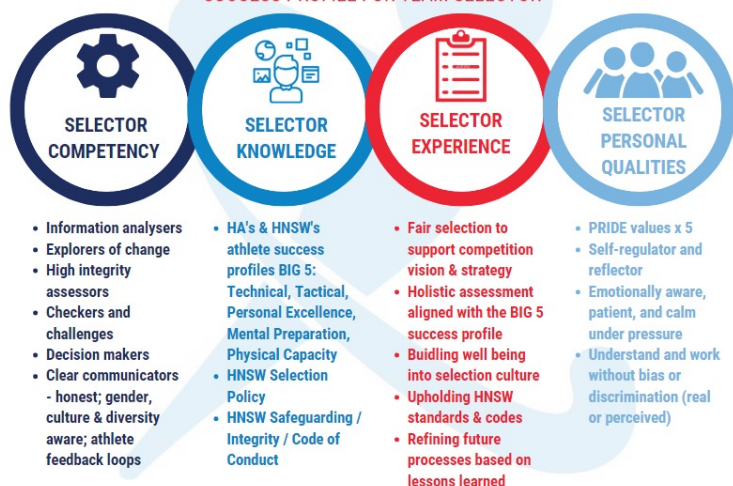 SUCCESS PROFILE FOR TEAM SELECTOR
SELECTOR
COMPETENCY
SELECTOR
KNOWLEDGE
SELECTOR
EXPERIENCE
SELECTOR
PERSONAL
QUALITIES
• Information analysers
• Explorers of change
• High integrity
assessors
• Checkers and
challenges
• Decision makers
• Clear communicators
- honest; gender,
culture & diversity
aware; athlete
feedback loops
• HA's & HNSW's
athlete success
profiles BIG 5:
Technical, Tactical,
Personal Excellence,
Mental Preparation,
Physical Capacity
• HNSW Selection
Policy
• HNSW Safeguarding /
Integrity / Code of
Conduct
• Fair selection to
support competition
vision & strategy
• Holistic assessment
aligned with the BIG 5
success profile
• Buidling well being
into selection culture
• Upholding HNSW
standards & codes
• Refining future
processes based on
lessons learned
• PRIDE values x 5
• Self-regulator and
reflector
• Emotionally aware,
patient, and calm
under pressure
• Understand and work
without bias or
discrimination (real
or perceived)